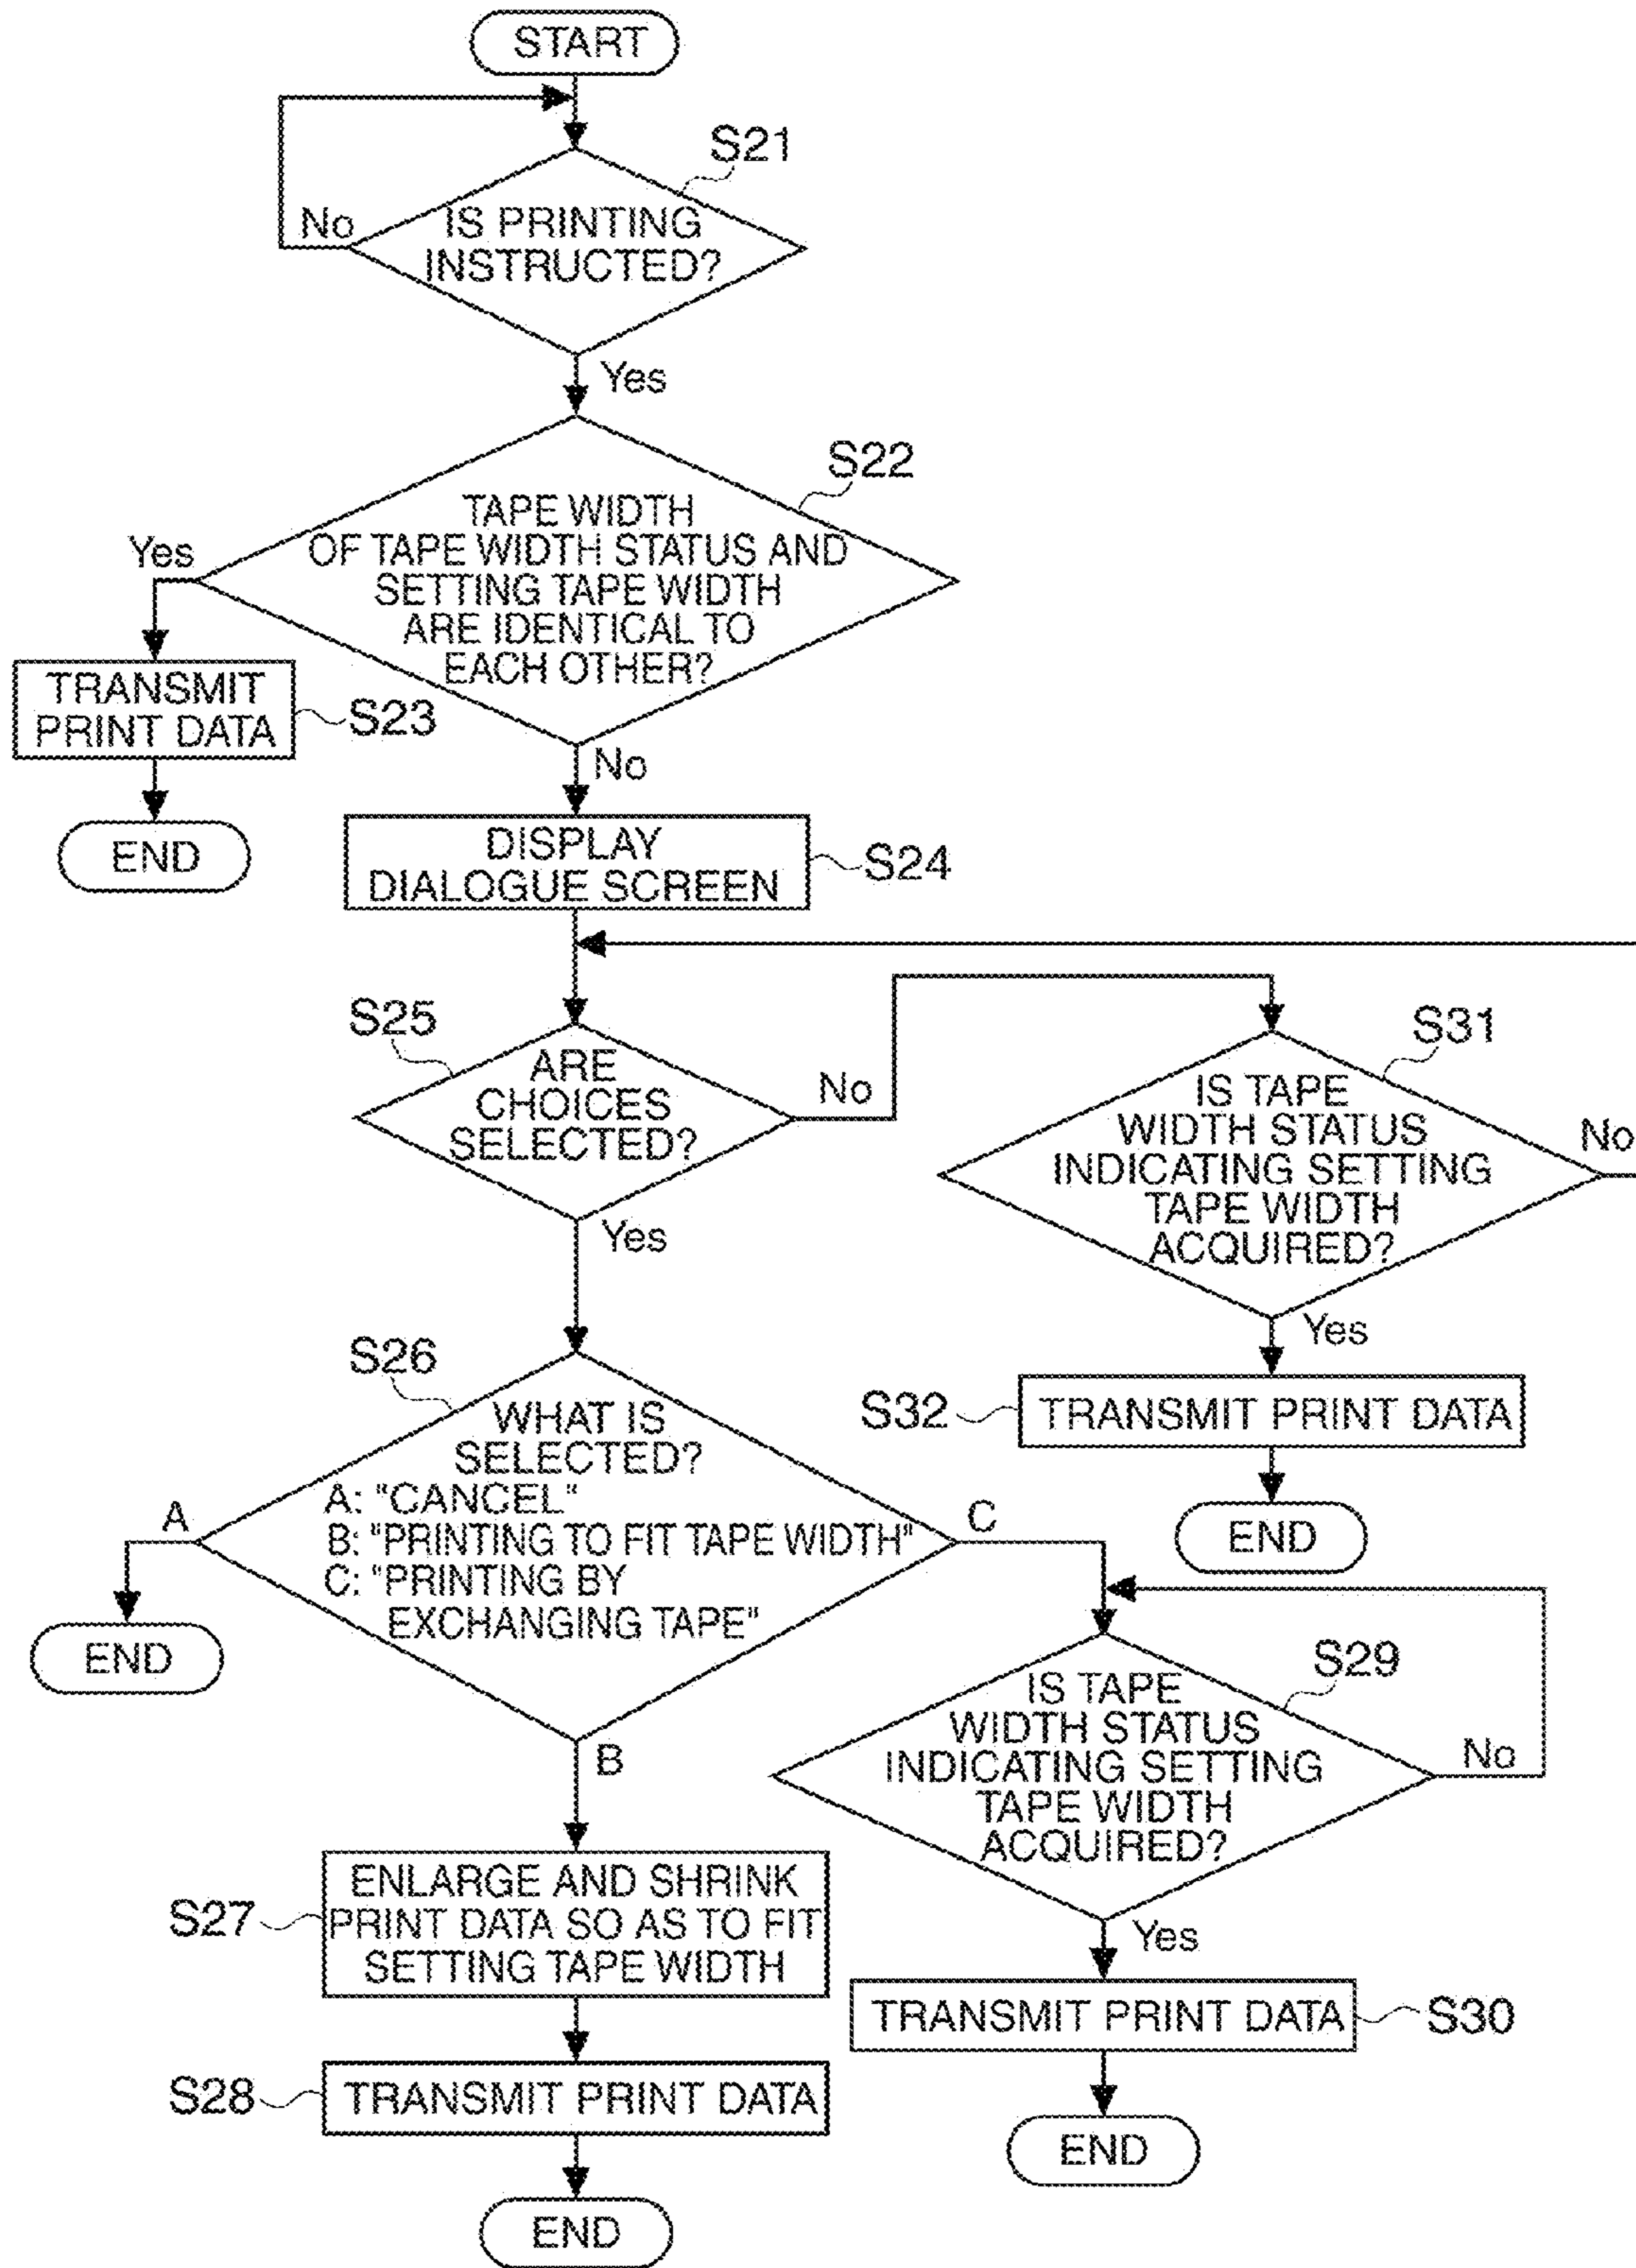 START
S21
No
IS PRINTING
INSTRUCTED?
Yes
S22
TAPE WIDTH
OF TAPE WIDTH STATUS AND
SETTING TAPE WIDTH
ARE IDENTICAL TO
EACH OTHER?
Yes
TRANSMIT
PRINT DATA
S23
END
No
DISPLAY
DIALOGUE SCREEN
S24
S25
ARE
CHOICES
SELECTED?
No
S31
IS TAPE
WIDTH STATUS
INDICATING SETTING
TAPE WIDTH
ACQUIRED?
No
Yes
Yes
S32
TRANSMIT PRINT DATA
END
S26
WHAT IS
SELECTED?
A: "CANCEL"
B: "PRINTING TO FIT TAPE WIDTH"
C: "PRINTING BY
EXCHANGING TAPE"
A
END
C
S29
IS TAPE
WIDTH STATUS
INDICATING SETTING
TAPE WIDTH
ACQUIRED?
No
B
S27
ENLARGE AND SHRINK
PRINT DATA SO AS TO FIT
SETTING TAPE WIDTH
Yes
TRANSMIT PRINT DATA
S30
END
S28
TRANSMIT PRINT DATA
END